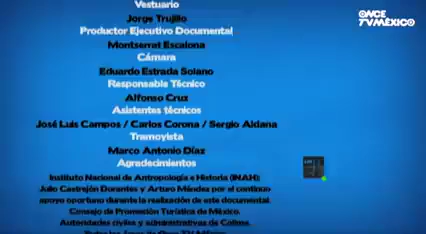 Vestuario
ONCE
TV MÉXICO
Jorge Trujillo
Productor Ejecutivo Documental
Montserrat Escalona
Cámara
Eduardo Estrada Solano
Responsable Técnico
Alfonso Cruz
Asistentes técnicos
José Luis Campos / Carlos Corona / Sergio Aldana
Tramoyista
Marco Antonio Díaz
Agradecimientos
Instituto Nacional de Antropología e Historia (INAH):
Julio Castrejón Dorantes y Arturo Méndez por el continuo
apoyo oportuno durante la realización de este documental.
Consejo de Promoción Turística de México.
Autoridades civiles y administrativas de Colima.